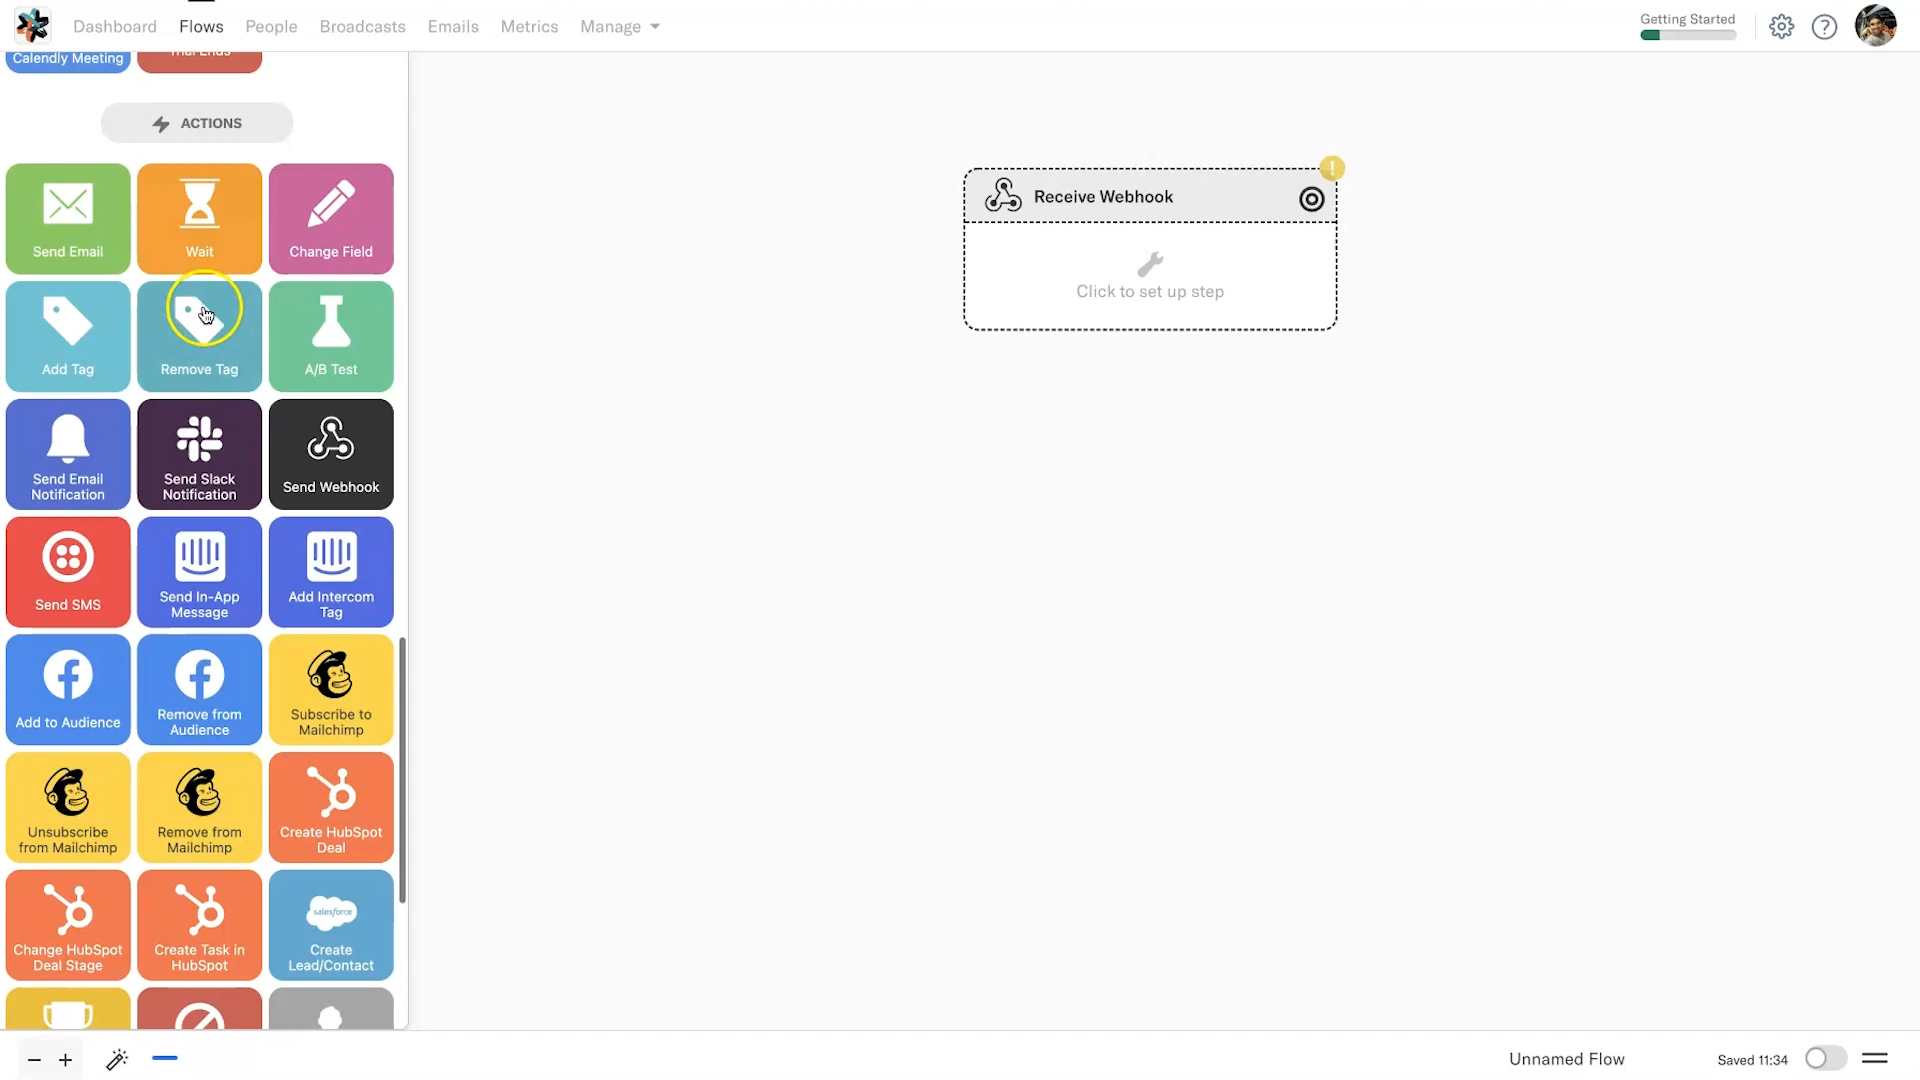 Dashboard Flows People Broadcasts Emails Metrics Manage
Getting Started
Calendly Meeting
Trial Ends
ACTIONS
Send Email
Wait
Change Field
Add Tag
Remove Tag
A/B Test
Send Email
Notification
Send Slack
Notification
Send Webhook
Send SMS
Send In-App
Message
Add Intercom
Tag
Add to Audience
Remove from
Audience
Subscribe to
Mailchimp
Unsubscribe
from Mailchimp
Remove from
Mailchimp
Create HubSpot
Deal
Change HubSpot
Deal Stage
Create Task in
HubSpot
salesforce
Create
Lead/Contact
Receive Webhook
Click to set up step
Unnamed Flow
Saved 11:34